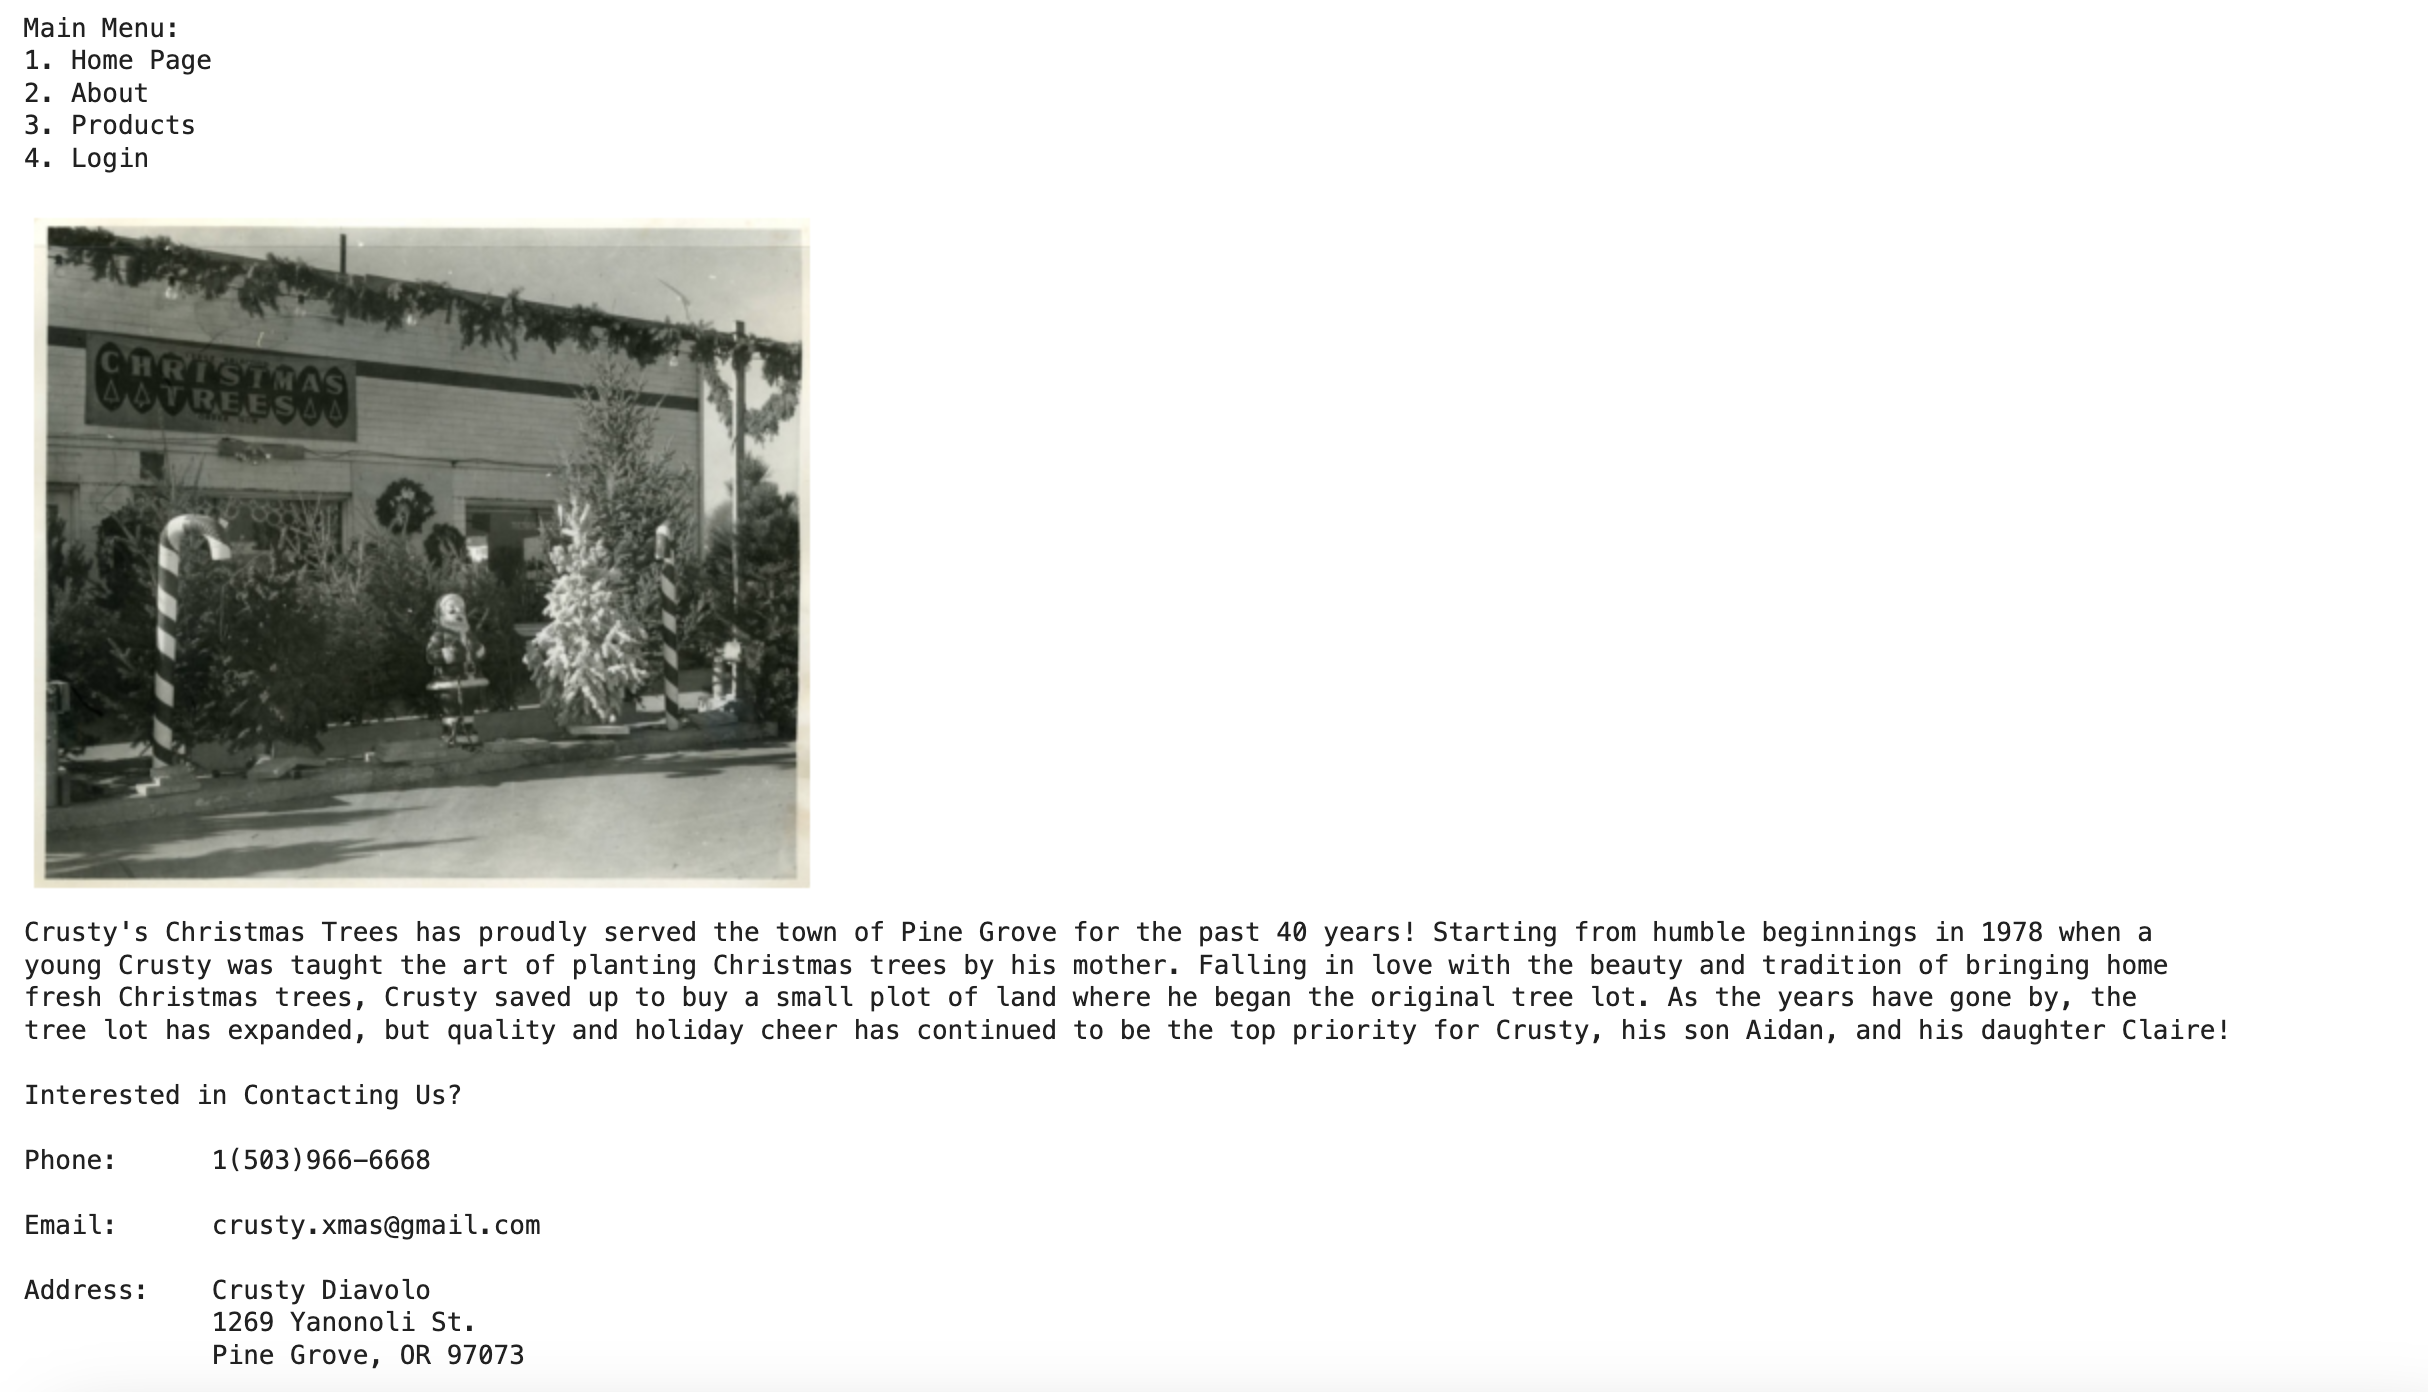 Main Menu:
1. Home Page
2. About
3. Products
4. Login
CHRISTMAS
TREES
Crusty's Christmas Trees has proudly served the town of Pine Grove for the past 40 years! Starting from humble beginnings in 1978 when a
young Crusty was taught the art of planting Christmas trees by his mother. Falling in love with the beauty and tradition of bringing home
fresh Christmas trees, Crusty saved up to buy a small plot of land where he began the original tree lot. As the years have gone by, the
tree lot has expanded, but quality and holiday cheer has continued to be the top priority for Crusty, his son Aidan, and his daughter Claire!
Interested in Contacting Us?
Phone: 1(503)966-6668
Email: crusty.xmas@gmail.com
Address: Crusty Diavolo
1269 Yanonoli St.
Pine Grove, OR 97073